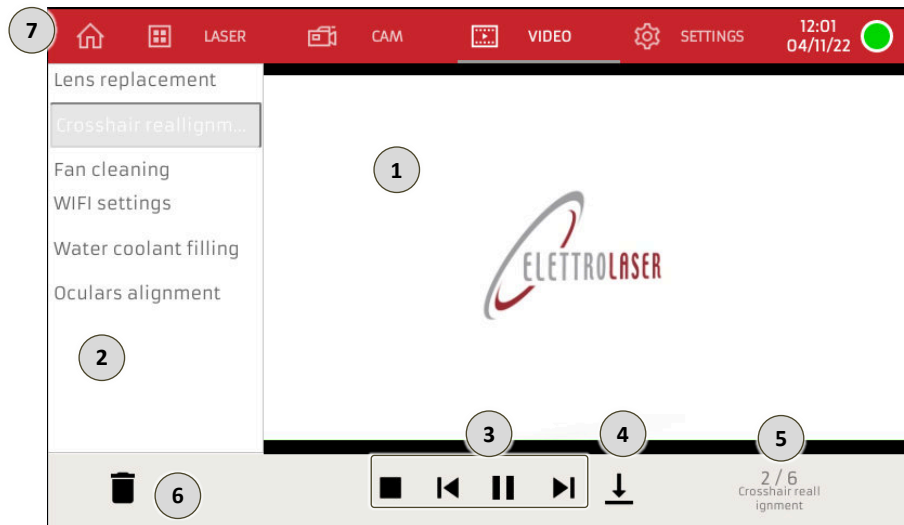 7
LASER
CAM
VIDEO
SETTINGS
12:01
04/11/22
Lens replacement
Crosshair reallignm...
Fan cleaning
WIFI settings
Water coolant filling
Oculars alignment
1
ELETTROLASER
2
3
4
5
6
2 / 6
Crosshair reall
ignment